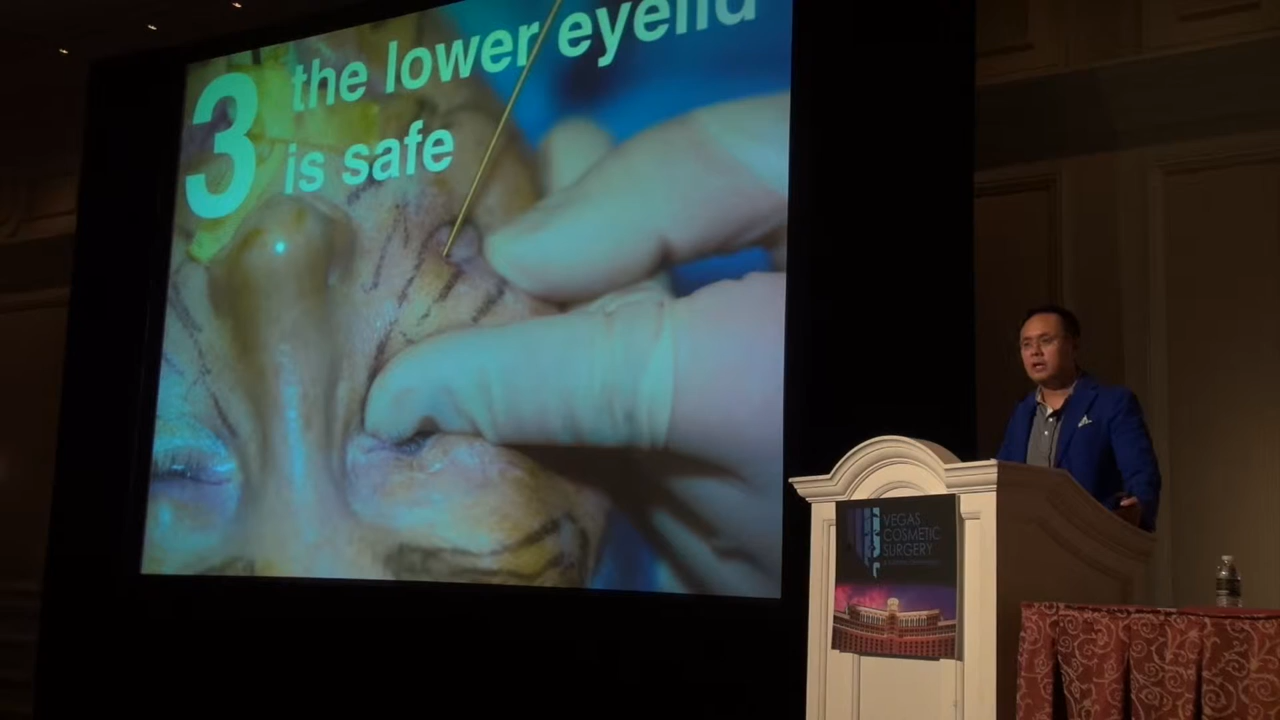 3 the lower eyelid
is safe
VEGAS
COSMETIC
SURGERY